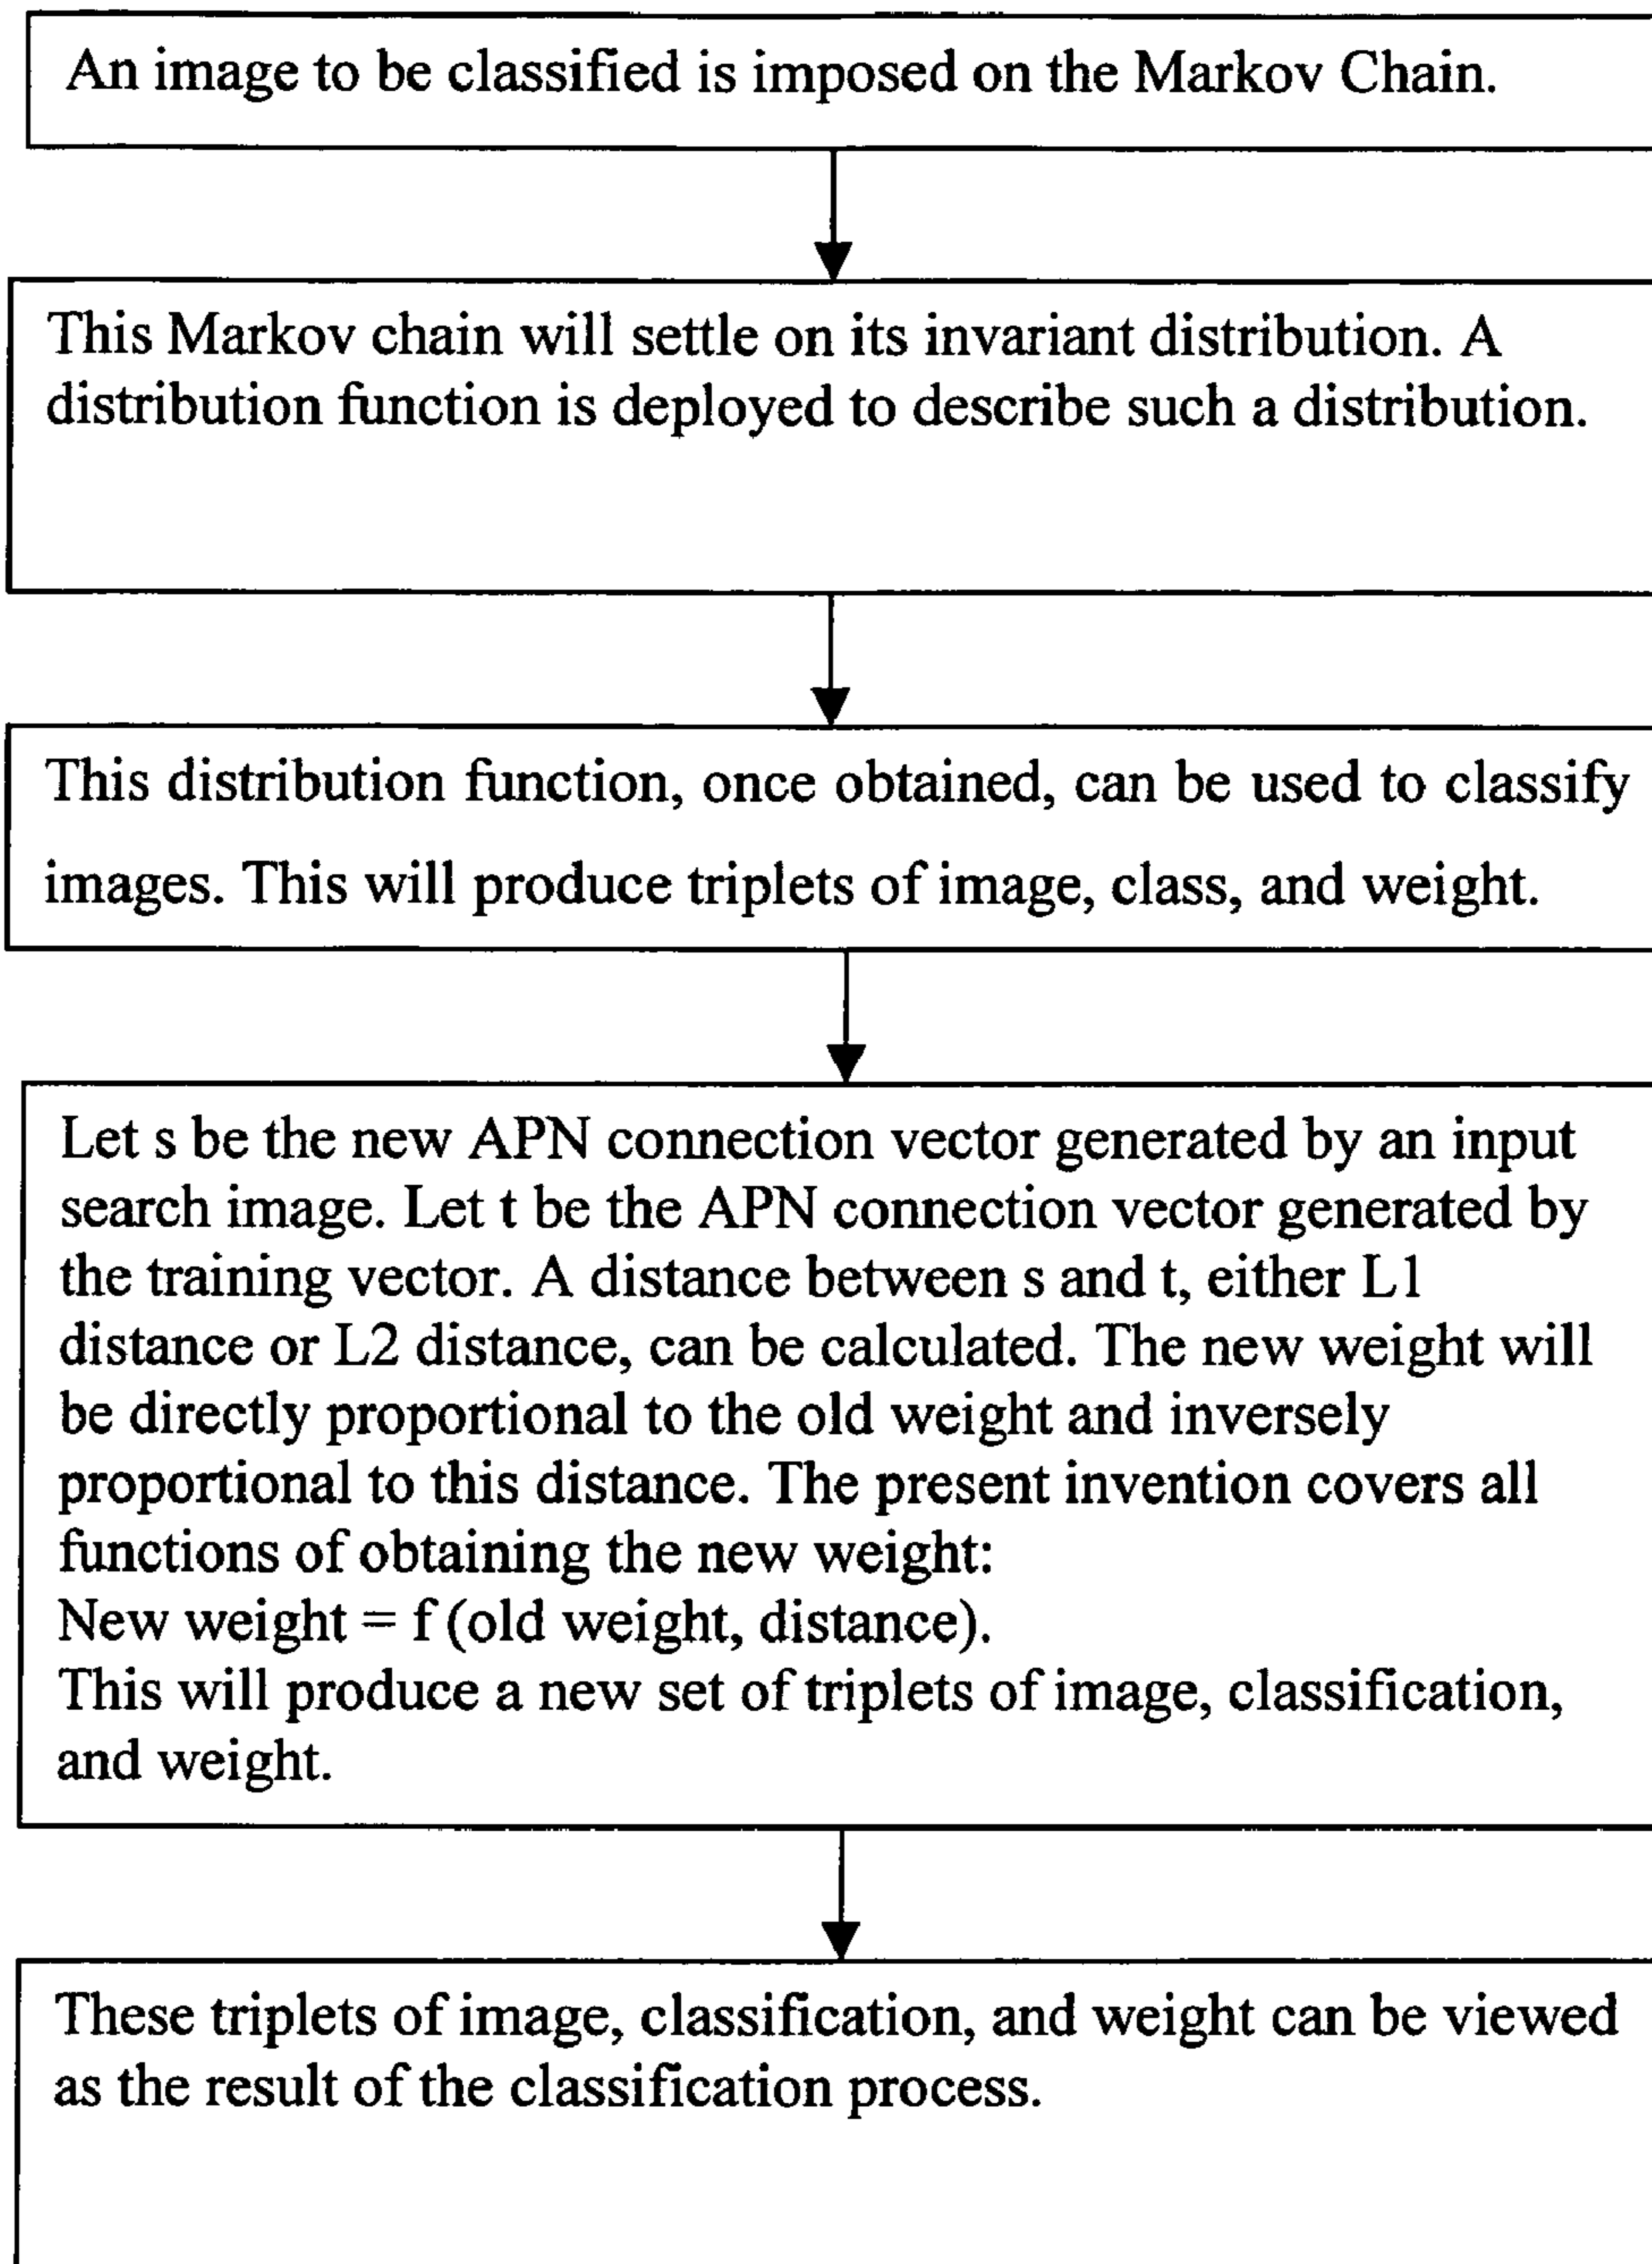 An image to be classified is imposed on the Markov Chain.
This Markov chain will settle on its invariant distribution. A
distribution function is deployed to describe such a distribution.
This distribution function, once obtained, can be used to classify
images. This will produce triplets of image, class, and weight.
Let s be the new APN connection vector generated by an input
search image. Let t be the APN connection vector generated by
the training vector. A distance between s and t, either L1
distance or L2 distance, can be calculated. The new weight will
be directly proportional to the old weight and inversely
proportional to this distance. The present invention covers all
functions of obtaining the new weight:
New weight = f (old weight, distance).
This will produce a new set of triplets of image, classification,
and weight.
These triplets of image, classification, and weight can be viewed
as the result of the classification process.